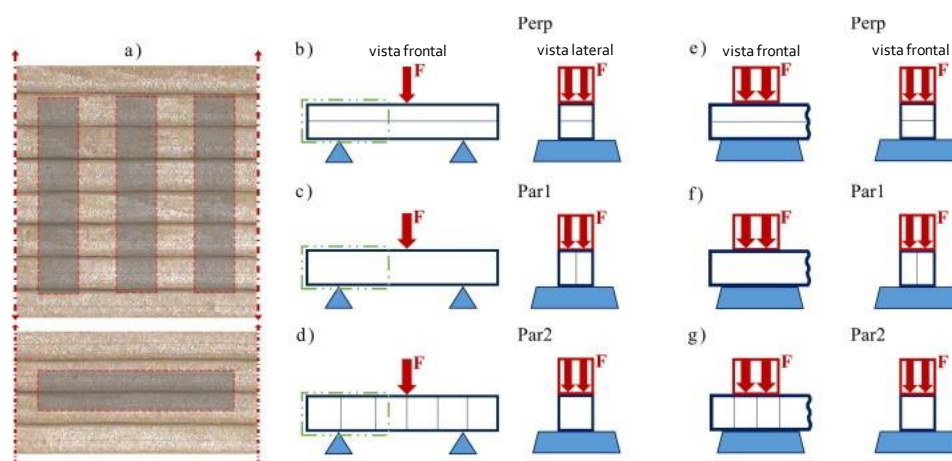 a)
Perp
Perp
b)
vista frontal
vista lateral
e)
vista frontal
vista frontal
F
F
F
F
c)
Par1
f)
Par1
F
F
F
F
d)
Par2
g)
Par2
F
F
F
F